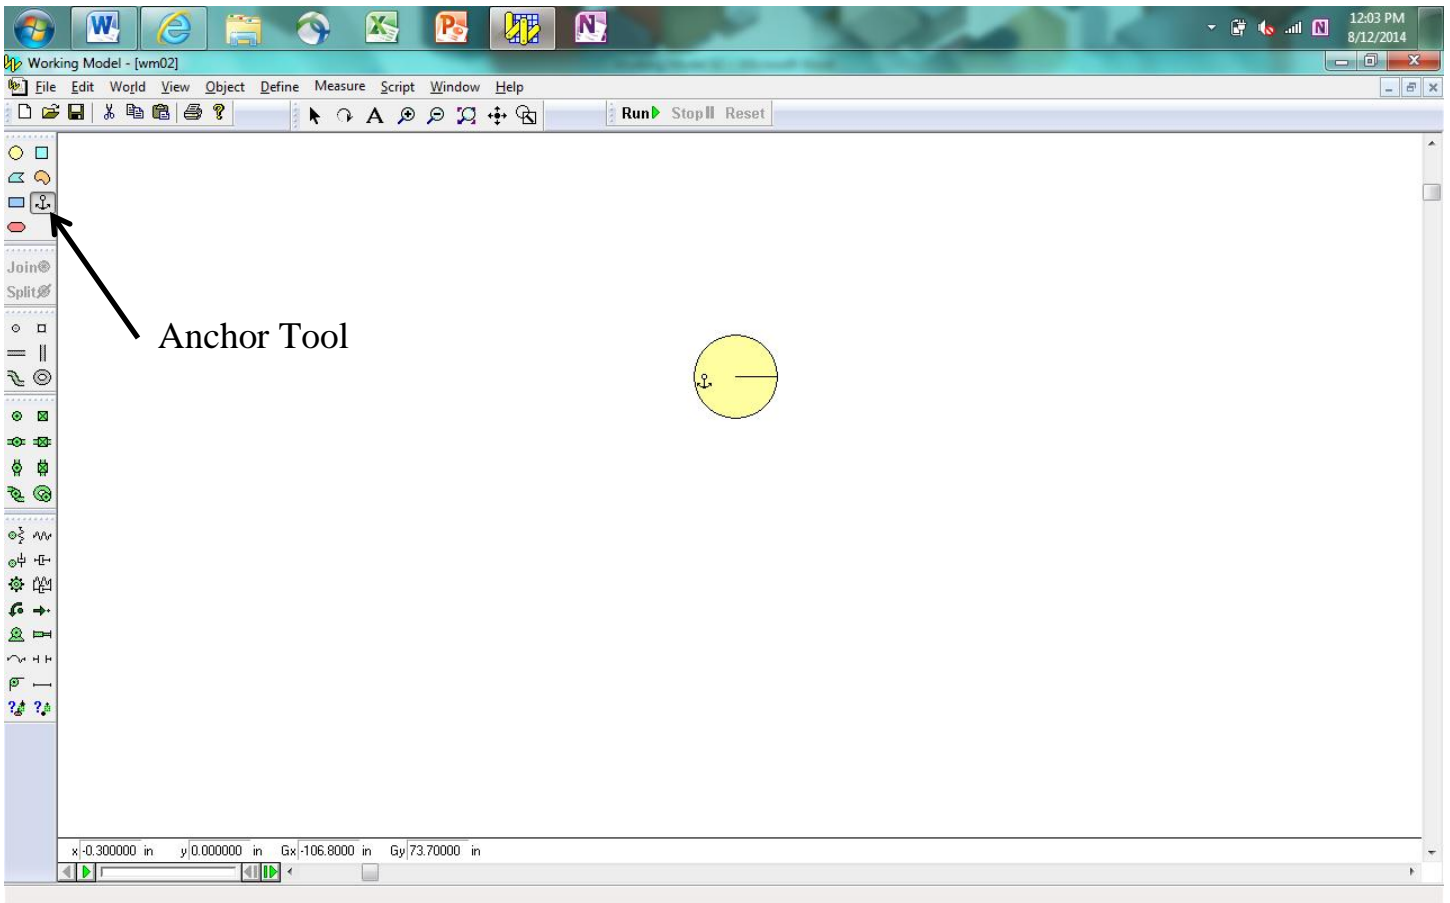 12:03 PM
8/12/2014
Working Model - [wm02]
File Edit World View Object Define Measure Script Window Help
A Run Stop Reset
Join
Split
Anchor Tool
x -0.300000 in y 0.000000 in Gx -106.8000 in Gy 73.70000 in